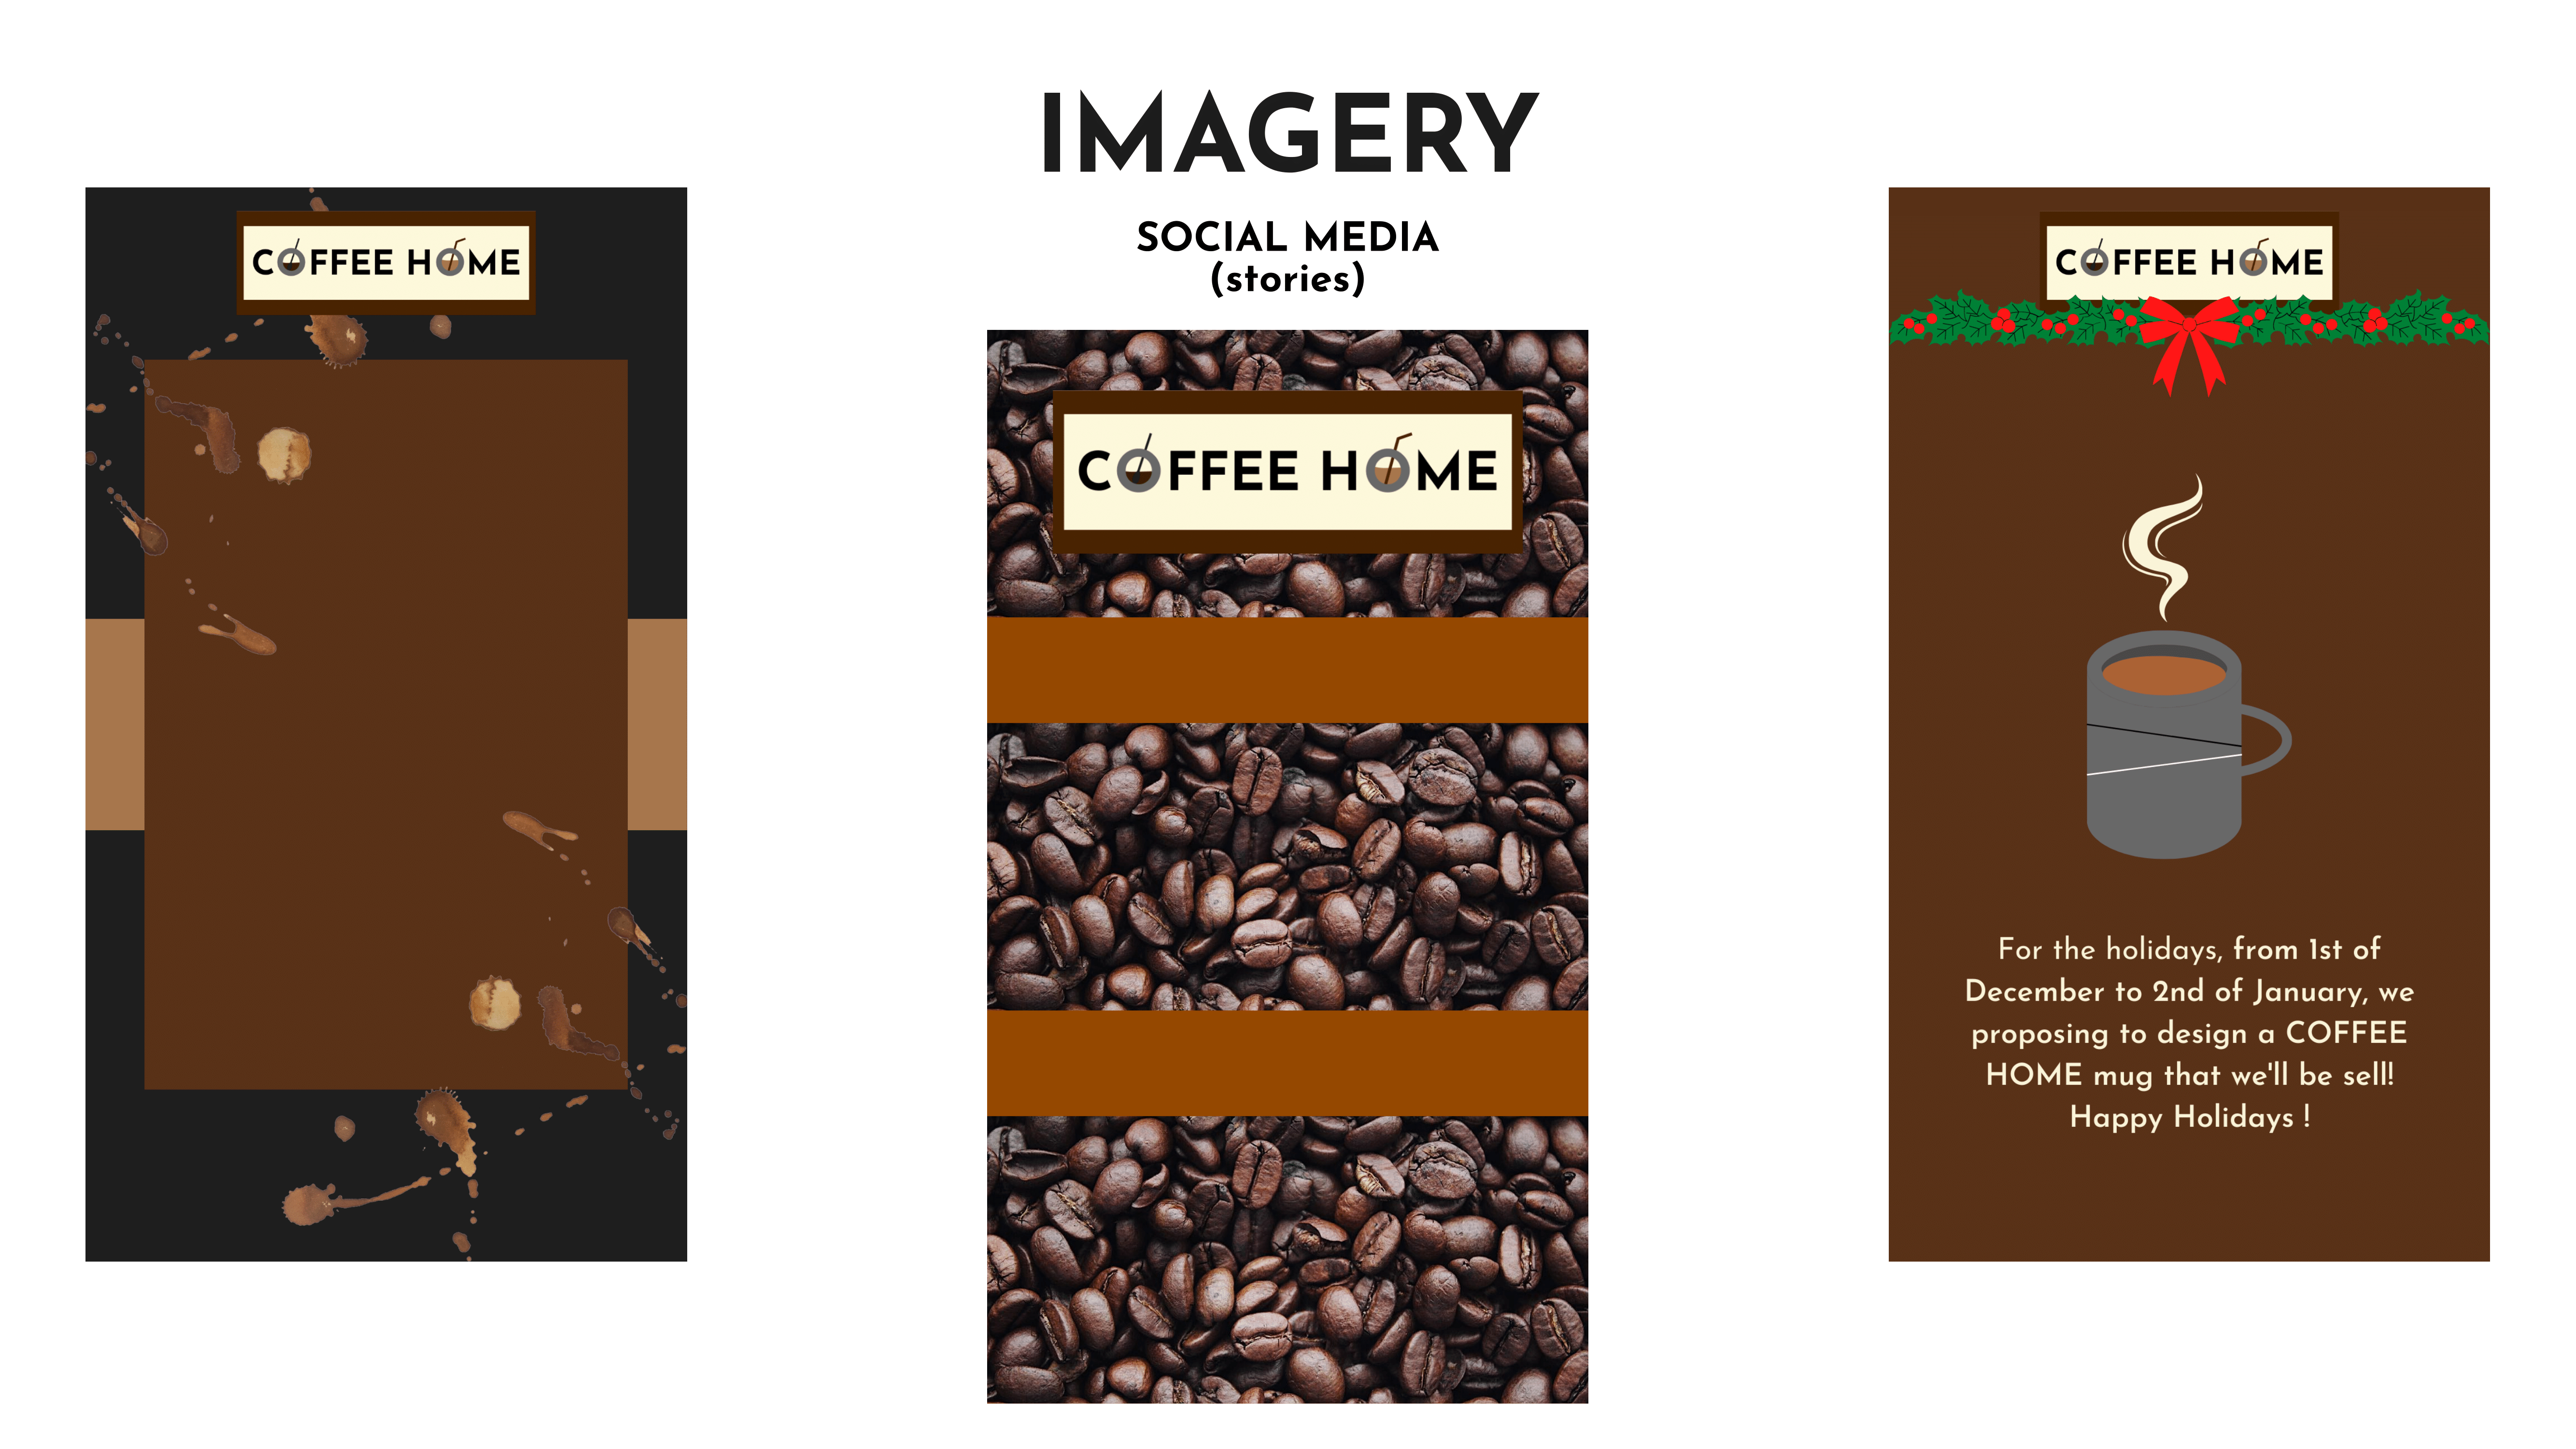 IMAGERY
SOCIAL MEDIA
(stories)
COFFEE HOME
COFFEE HOME
COFFEE HOME
For the holidays, from 1st of
December to 2nd of January, we
proposing to design a COFFEE
HOME mug that we'll be sell!
Happy Holidays !